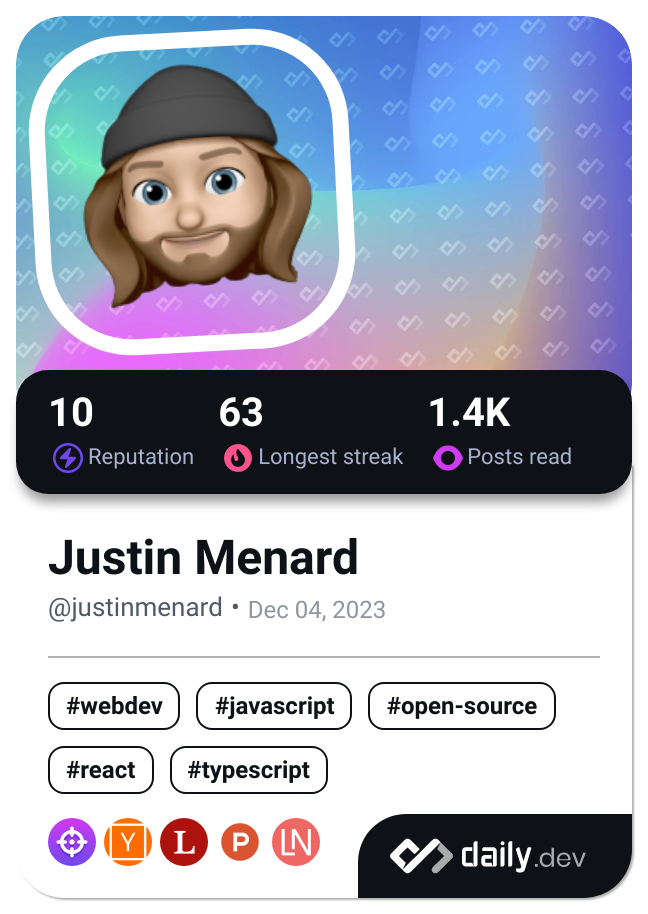 10 63 1.4K
Reputation Longest streak Posts read
Justin Menard
@justinmenard • Dec 04, 2023
#webdev #javascript #open-source
#react #typescript
Y L P LN
daily.dev